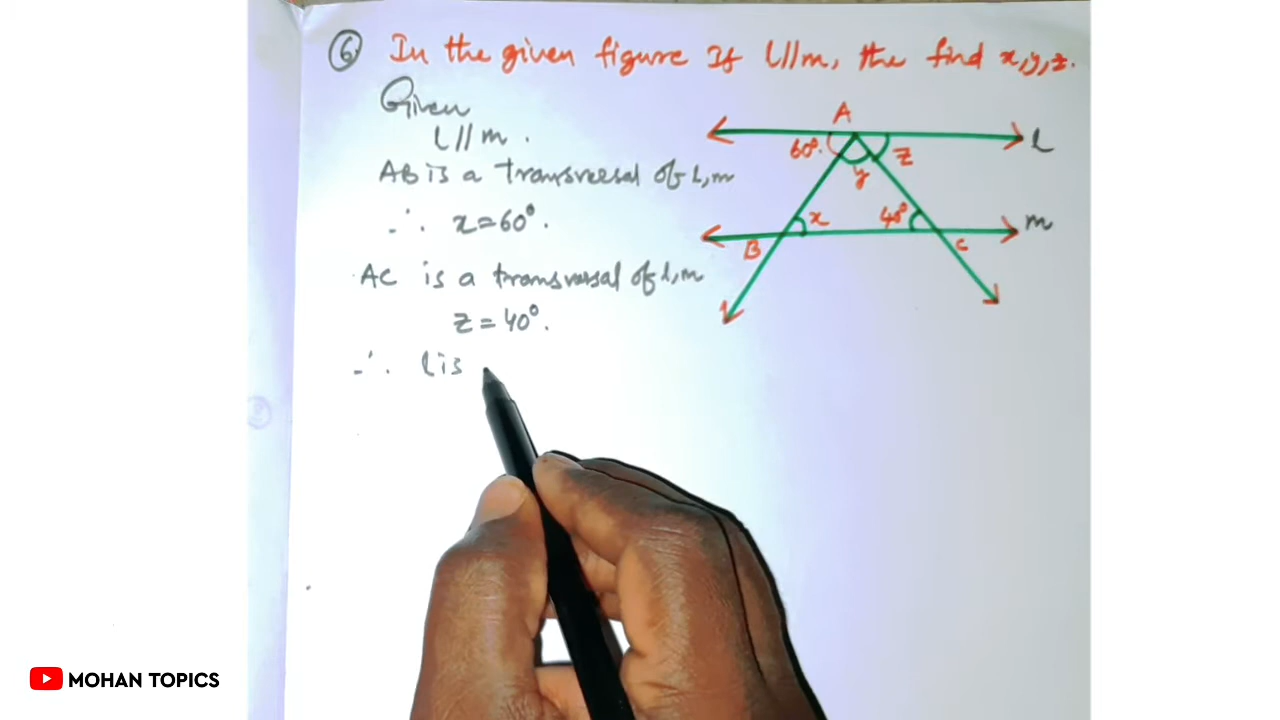 6 In the given figure If l//m, the find x,y,z.
Given
l//m.
AB is a transversal of l,m
∴ x=60°.
AC is a transversal of l,m
z=40°.
∴ l is
A
l
60°.
z
y
x
40°
m
B
C
MOHAN TOPICS